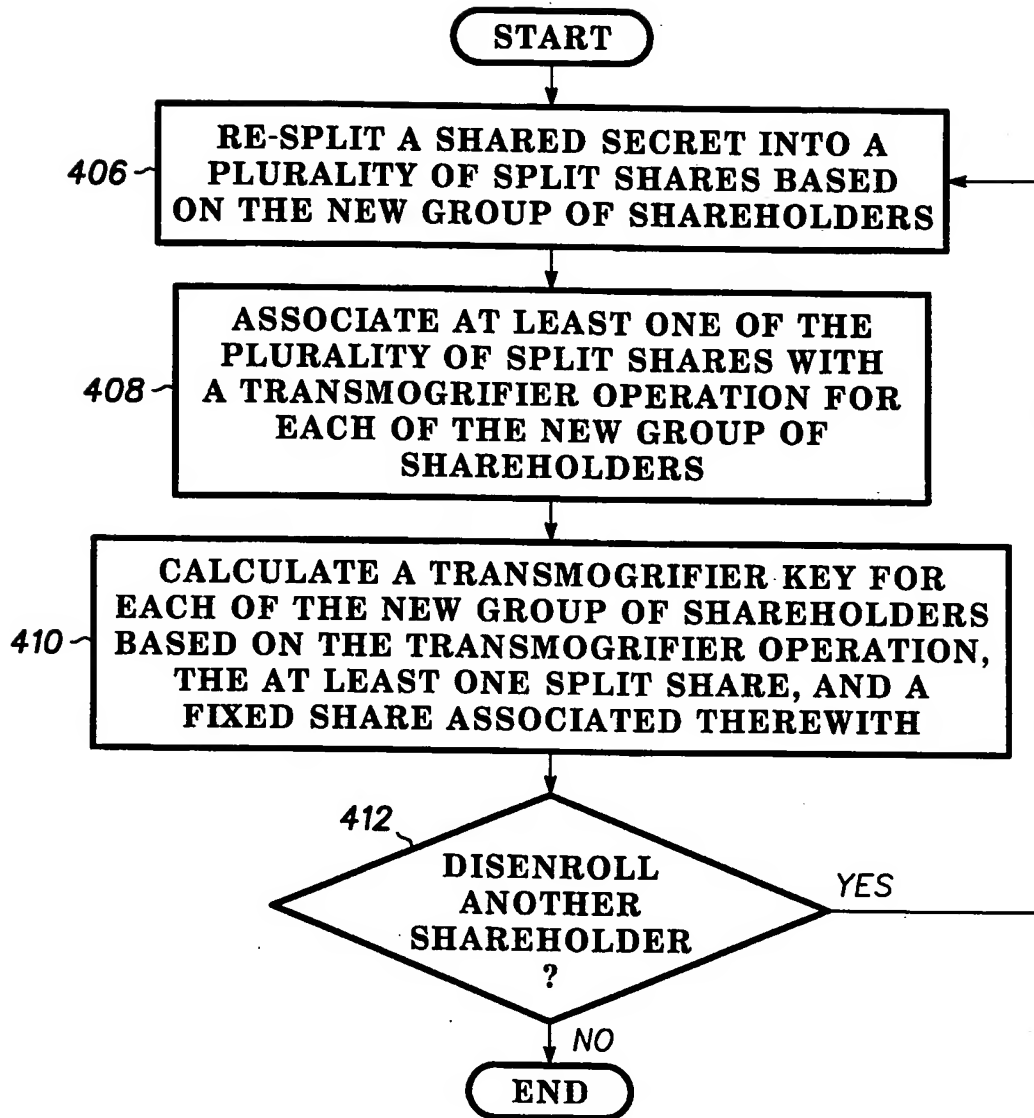 START
406
RE-SPLIT A SHARED SECRET INTO A
PLURALITY OF SPLIT SHARES BASED
ON THE NEW GROUP OF SHAREHOLDERS
408
ASSOCIATE AT LEAST ONE OF THE
PLURALITY OF SPLIT SHARES WITH
A TRANSMOGRIFIER OPERATION FOR
EACH OF THE NEW GROUP OF
SHAREHOLDERS
410
CALCULATE A TRANSMOGRIFIER KEY FOR
EACH OF THE NEW GROUP OF SHAREHOLDERS
BASED ON THE TRANSMOGRIFIER OPERATION,
THE AT LEAST ONE SPLIT SHARE, AND A
FIXED SHARE ASSOCIATED THEREWITH
412
DISENROLL
ANOTHER
SHAREHOLDER
?
YES
NO
END